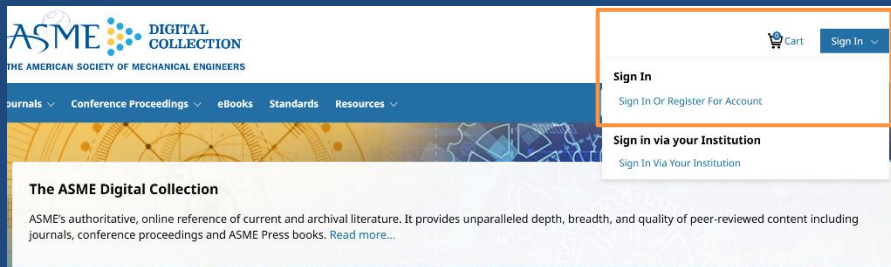 ASME DIGITAL COLLECTION
THE AMERICAN SOCIETY OF MECHANICAL ENGINEERS
0 Cart
Sign In
Sign In
Sign In Or Register For Account
Sign in via your Institution
Sign In Via Your Institution
ournals
Conference Proceedings
eBooks
Standards
Resources
The ASME Digital Collection
ASME's authoritative, online reference of current and archival literature. It provides unparalleled depth, breadth, and quality of peer-reviewed content including
journals, conference proceedings and ASME Press books. Read more...